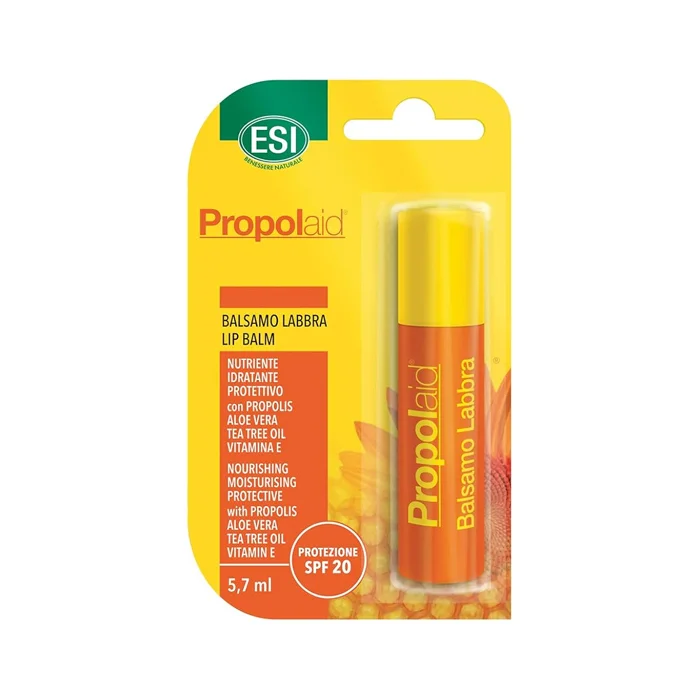 ESI
BENESSERE NATURALE
Propolaid®
BALSAMO LABBRA
LIP BALM
NUTRIENTE
IDRATANTE
PROTETTIVO
con PROPOLIS
ALOE VERA
TEA TREE OIL
VITAMINA E
NOURISHING
MOISTURISING
PROTECTIVE
with PROPOLIS
ALOE VERA
TEA TREE OIL
VITAMIN E
PROTEZIONE
SPF 20
5,7 ml
Propolaid®
Balsamo Labbra